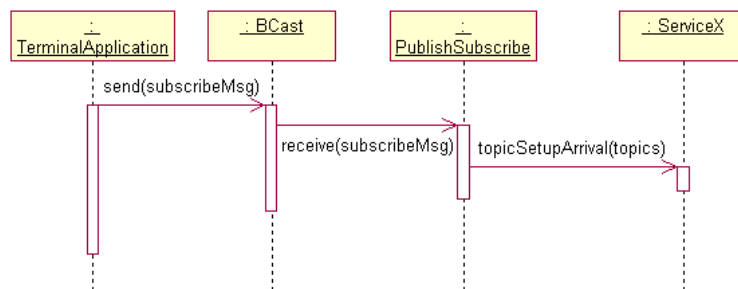 :
TerminalApplication
: BCast
:
PublishSubscribe
: ServiceX
send(subscribeMsg)
receive(subscribeMsg)
topicSetupArrival(topics)